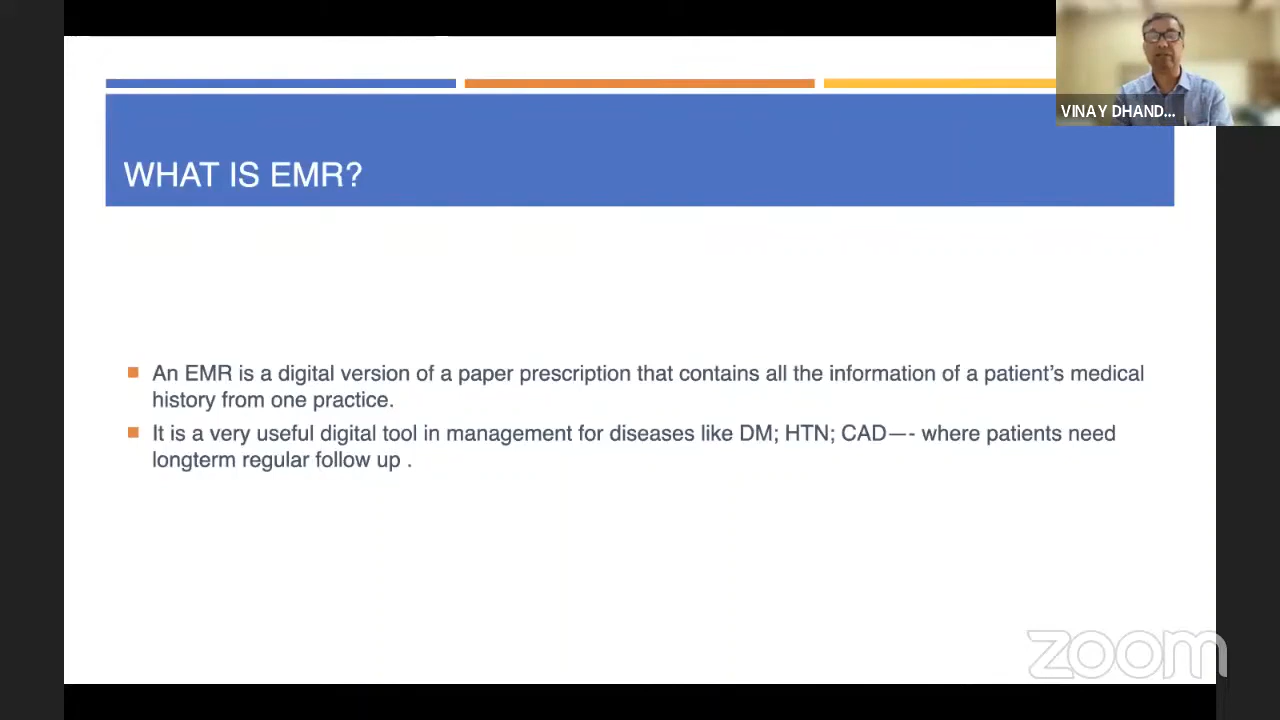 VINAY DHAND...
WHAT IS EMR?
An EMR is a digital version of a paper prescription that contains all the information of a patient's medical
history from one practice.
It is a very useful digital tool in management for diseases like DM; HTN; CAD—- where patients need
longterm regular follow up .
zoom